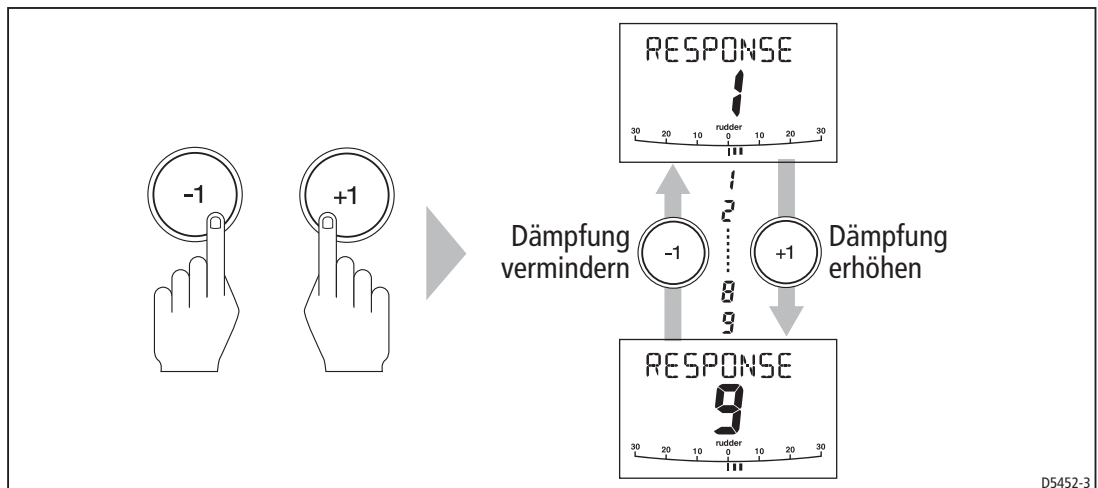 RESPONSE
1
rudder
30 20 10 0 10 20 30
-1
+1
1
2
Dämpfung
vermindern
-1
+1
Dämpfung
erhöhen
8
9
RESPONSE
9
rudder
30 20 10 0 10 20 30
D5452-3